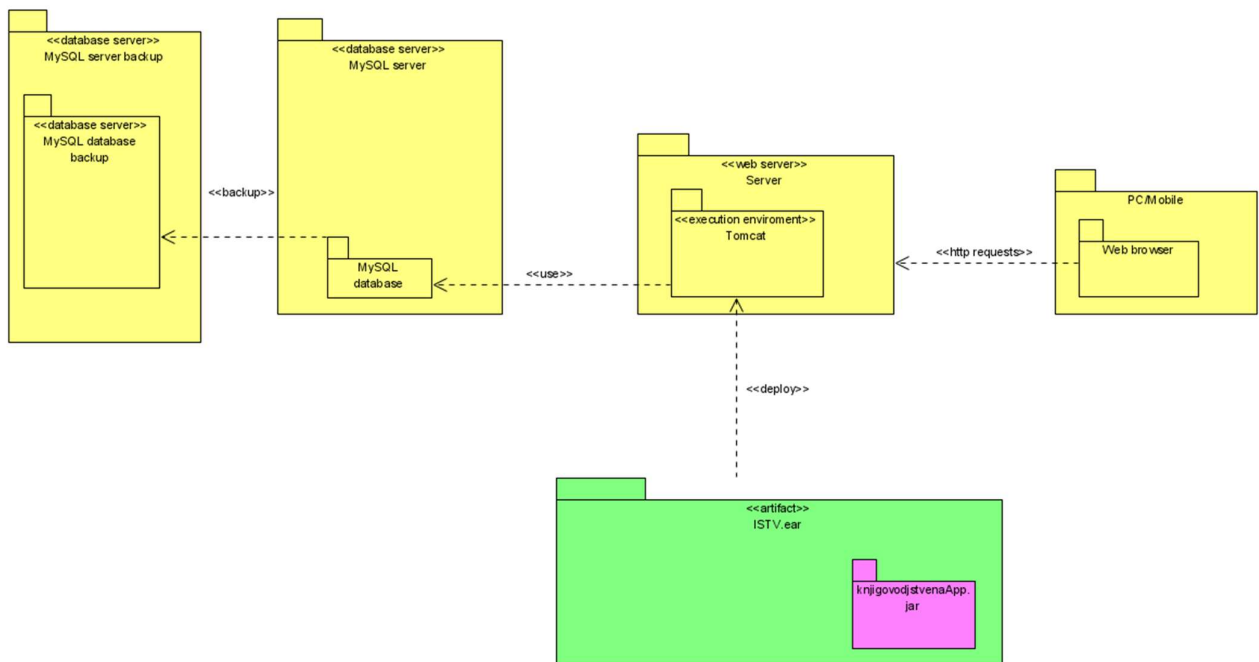 <<database server>>
MySQL server backup
<<database server>>
MySQL database
backup
<<backup>>
<<database server>>
MySQL server
MySQL
database
<<use>>
<<web server>>
Server
<<execution enviroment>>
Tomcat
<<http requests>>
PC/Mobile
Web browser
<<deploy>>
<<artifact>>
ISTV.ear
knjigovodjstvenaApp.
jar